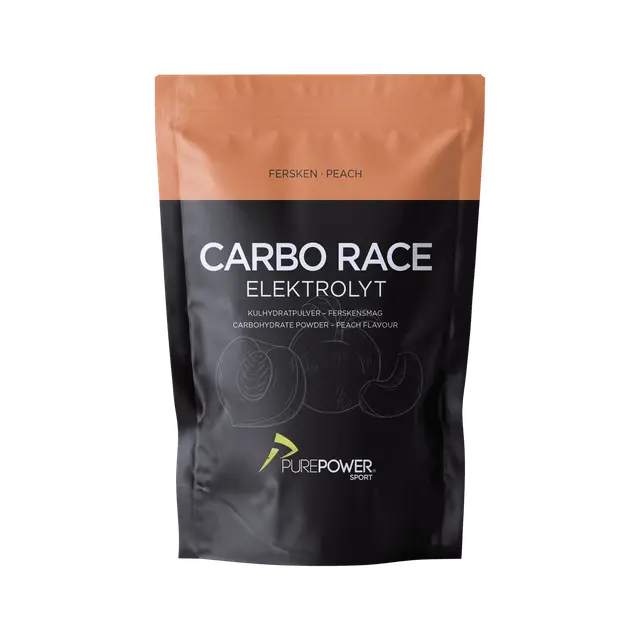 FERSKEN · PEACH
CARBO RACE
ELEKTROLYT
KULHYDRATPULVER – FERSKENSMAG
CARBOHYDRATE POWDER – PEACH FLAVOUR
PUREPOWER®
SPORT